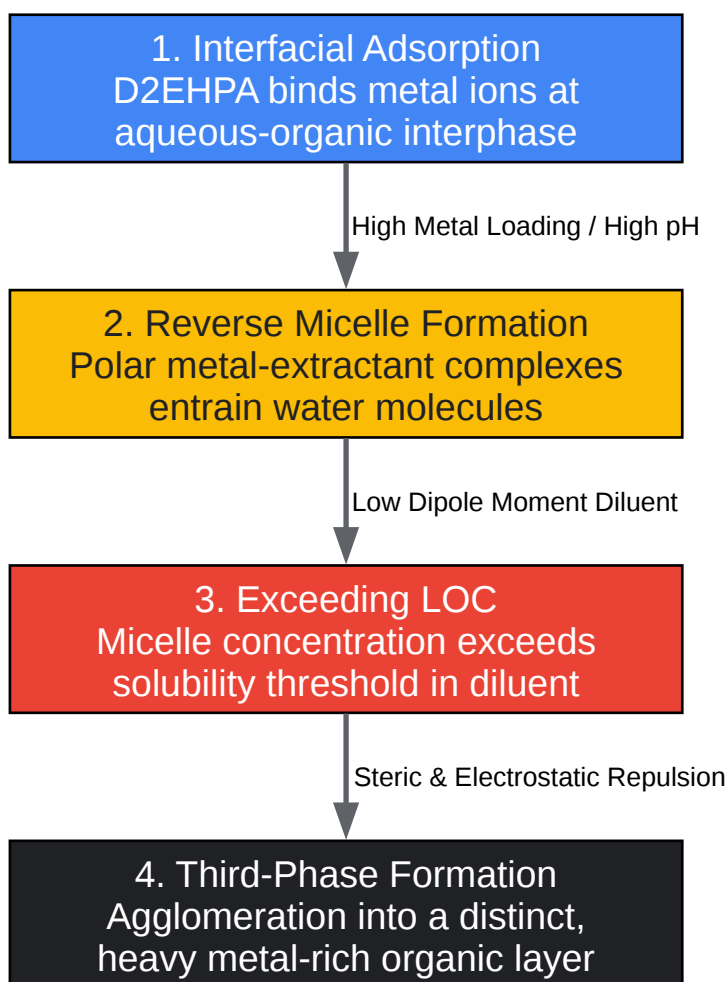 1. Interfacial Adsorption
D2EHPA binds metal ions at
aqueous-organic interphase
High Metal Loading / High pH
2. Reverse Micelle Formation
Polar metal-extractant complexes
entrain water molecules
Low Dipole Moment Diluent
3. Exceeding LOC
Micelle concentration exceeds
solubility threshold in diluent
Steric & Electrostatic Repulsion
4. Third-Phase Formation
Agglomeration into a distinct,
heavy metal-rich organic layer